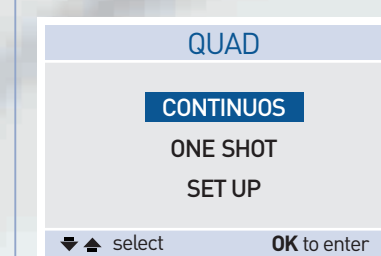 QUAD
CONTINUOS
ONE SHOT
SET UP
select OK to enter